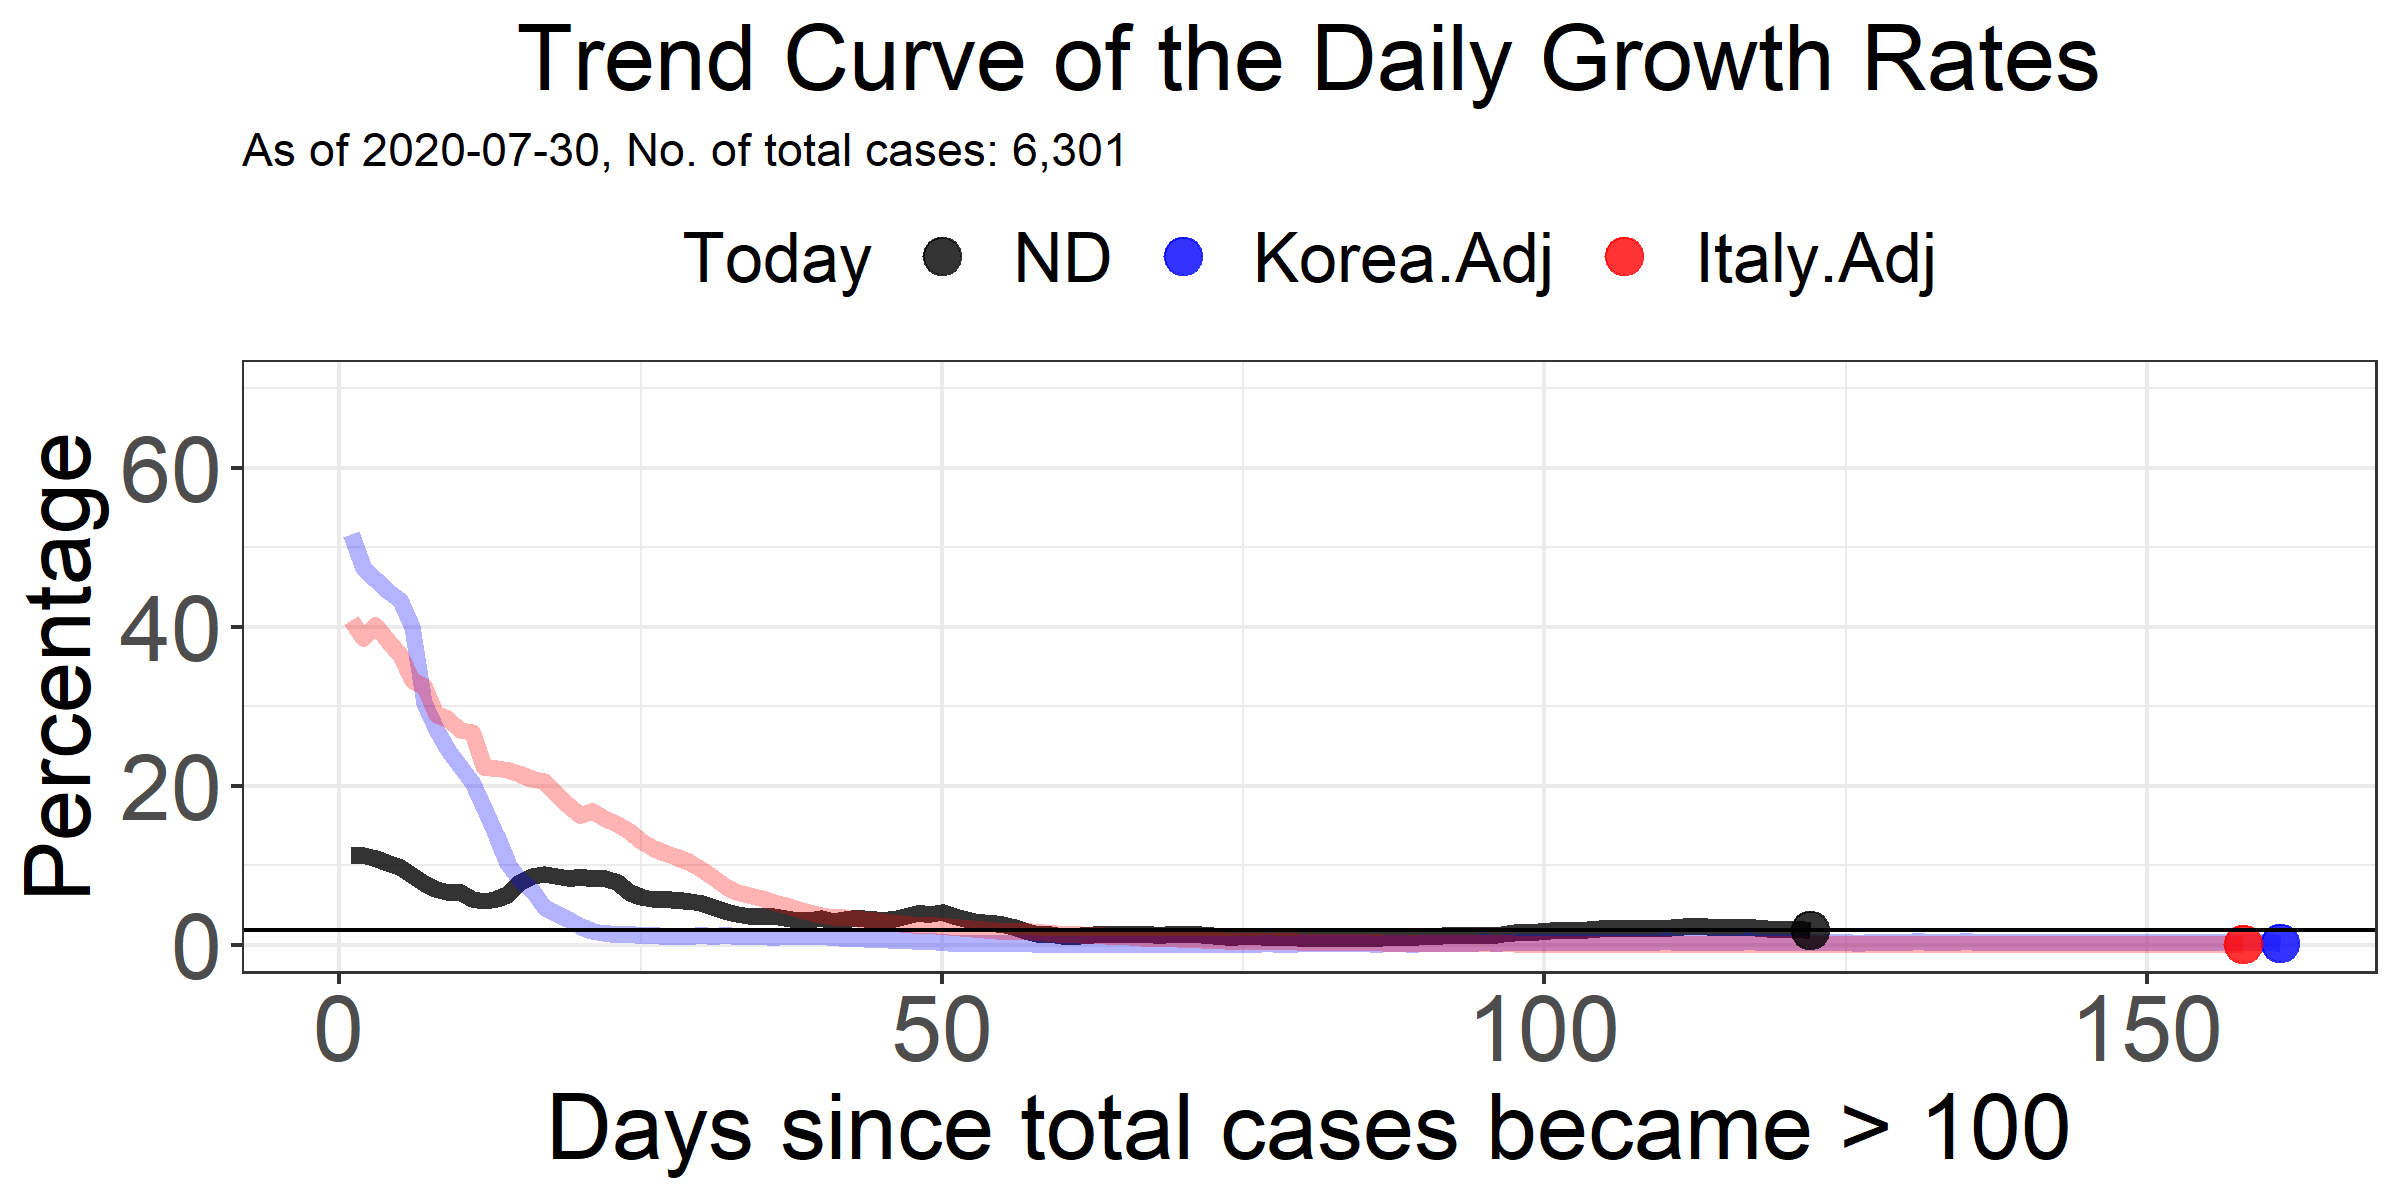 Trend Curve of the Daily Growth Rates
As of 2020-07-30, No. of total cases: 6,301
Today ND Korea.Adj Italy.Adj
Percentage
60
40
20
0
0 50 100 150
Days since total cases became > 100